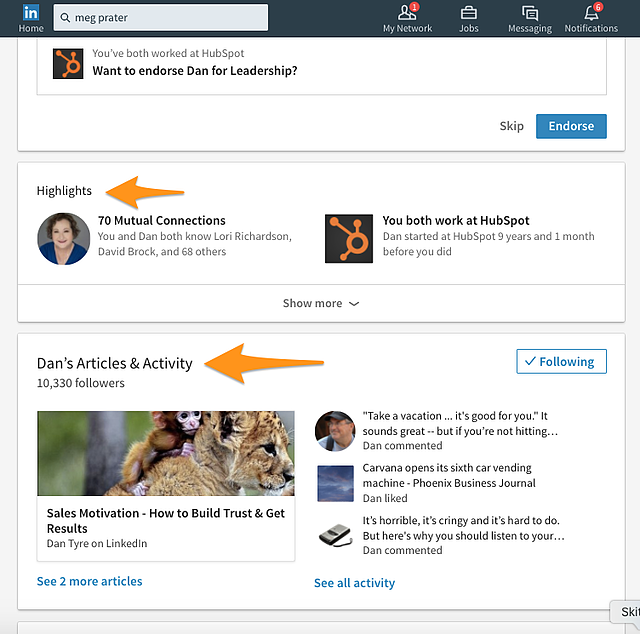 in
meg prater
1
6
Home
My Network
Jobs
Messaging
Notifications
You've both worked at HubSpot
Want to endorse Dan for Leadership?
Skip
Endorse
Highlights
70 Mutual Connections
You and Dan both know Lori Richardson,
David Brock, and 68 others
You both work at HubSpot
Dan started at HubSpot 9 years and 1 month
before you did
Show more
Dan's Articles & Activity
10,330 followers
Following
Sales Motivation - How to Build Trust & Get
Results
Dan Tyre on LinkedIn
See 2 more articles
"Take a vacation ... it's good for you." It
sounds great -- but if you're not hitting…
Dan commented
Carvana opens its sixth car vending
machine - Phoenix Business Journal
Dan liked
It's horrible, it's cringy and it's hard to do.
But here's why you should listen to your…
Dan commented
See all activity